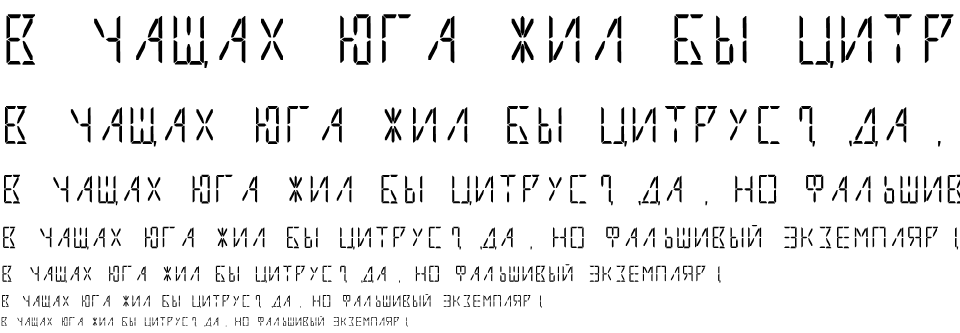 В ЧАЩАХ ЮГА ЖИЛ БЫ ЦИТР
В ЧАЩАХ ЮГА ЖИЛ БЫ ЦИТРУС? ДА,
В ЧАЩАХ ЮГА ЖИЛ БЫ ЦИТРУС? ДА, НО ФАЛЬШИВ
В ЧАЩАХ ЮГА ЖИЛ БЫ ЦИТРУС? ДА, НО ФАЛЬШИВЫЙ ЭКЗЕМПЛЯР!
В ЧАЩАХ ЮГА ЖИЛ БЫ ЦИТРУС? ДА, НО ФАЛЬШИВЫЙ ЭКЗЕМПЛЯР!
В ЧАЩАХ ЮГА ЖИЛ БЫ ЦИТРУС? ДА, НО ФАЛЬШИВЫЙ ЭКЗЕМПЛЯР!
В ЧАЩАХ ЮГА ЖИЛ БЫ ЦИТРУС? ДА, НО ФАЛЬШИВЫЙ ЭКЗЕМПЛЯР!